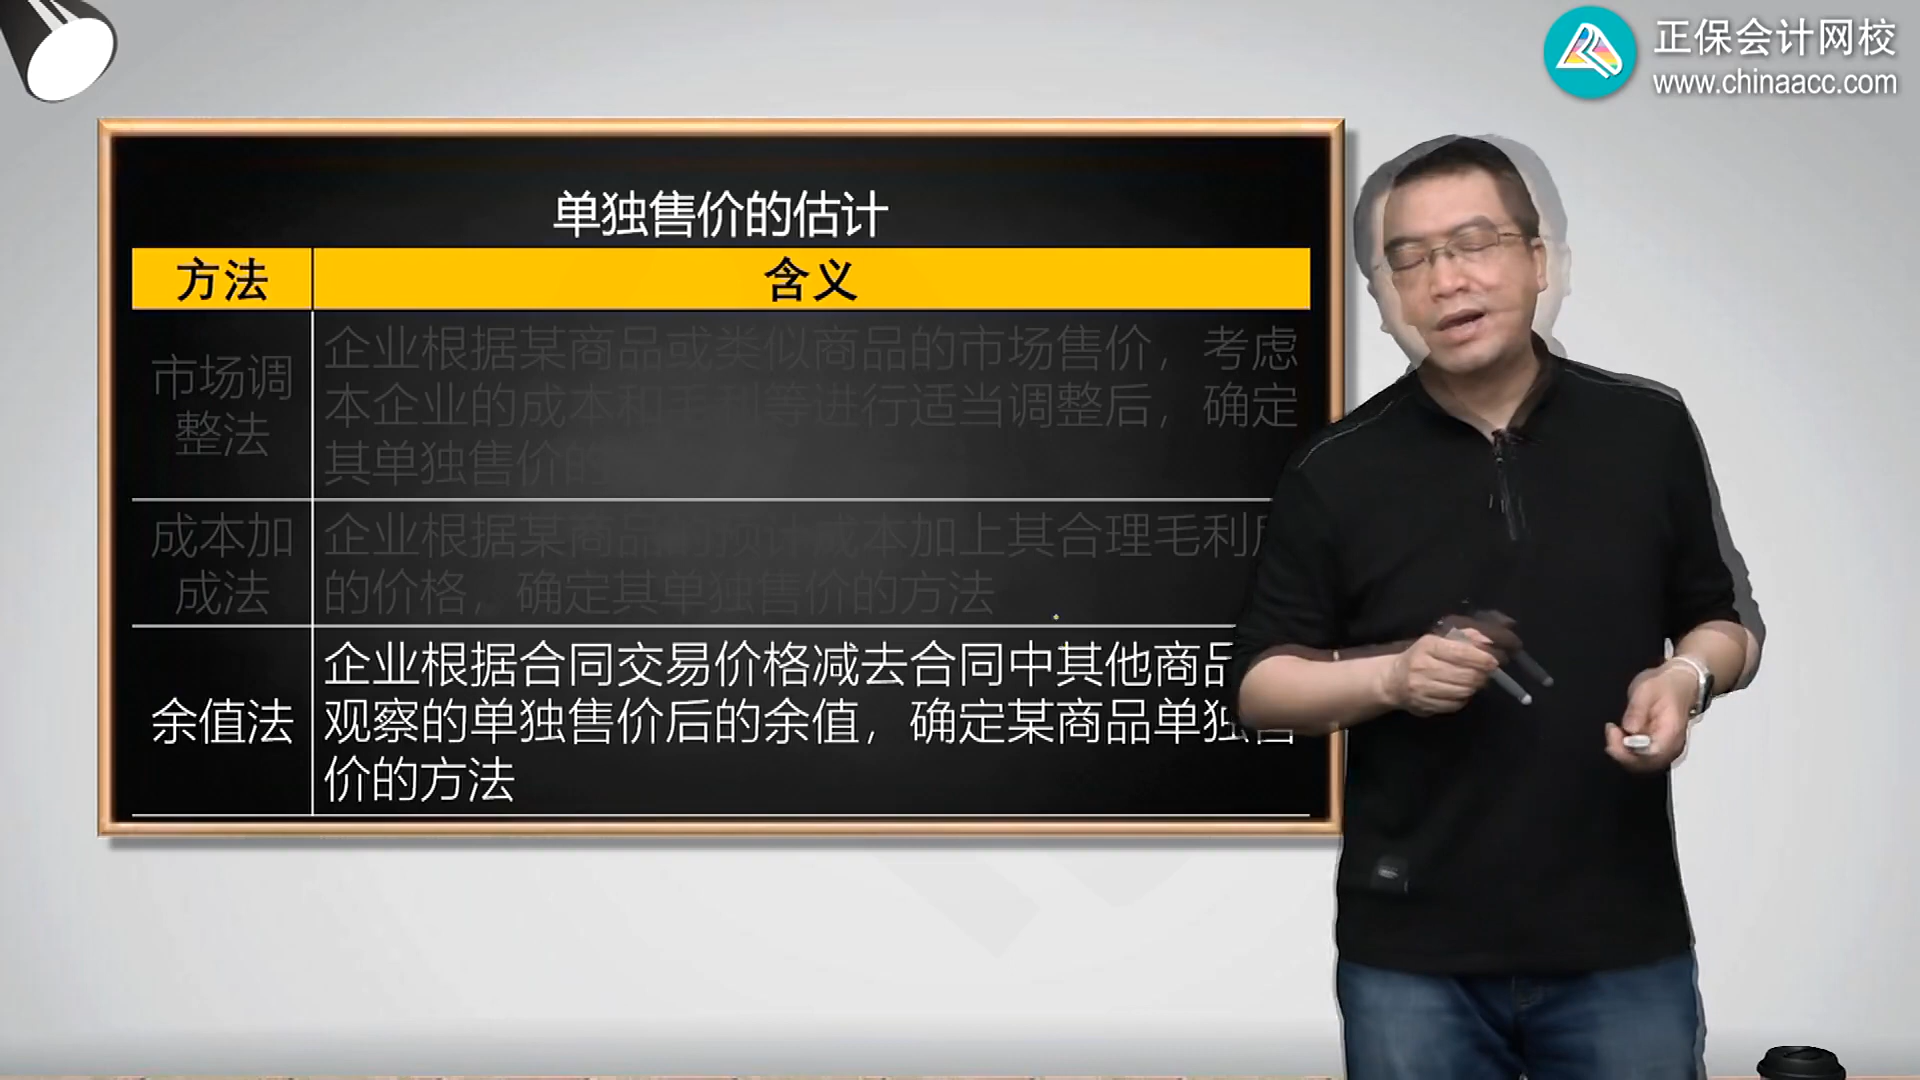 正保会计网校
www.chinaacc.com
单独售价的估计
方法 含义
市场调整法
企业根据某商品或类似商品的市场售价，考虑
本企业的成本和毛利等进行适当调整后，确定
其单独售价的
成本加成法
企业根据某商品的预计成本加上其合理毛利
的价格，确定其单独售价的方法
余值法
企业根据合同交易价格减去合同中其他商品
观察的单独售价后的余值，确定某商品单独售
价的方法